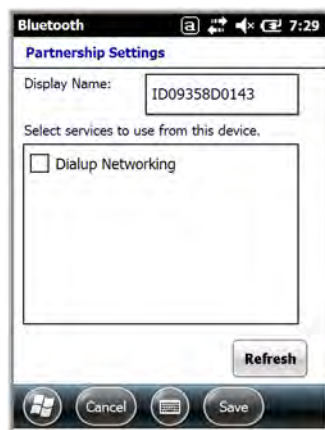 Bluetooth a 7:29
Partnership Settings
Display Name: ID09358D0143
Select services to use from this device.
Dialup Networking
Refresh
Cancel Save